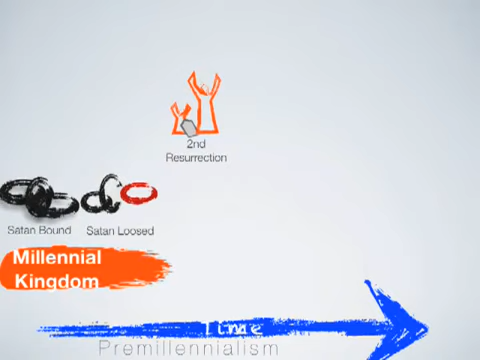 2nd
Resurrection
Satan Bound
Satan Loosed
Millennial
Kingdom
Time
Premillennialism